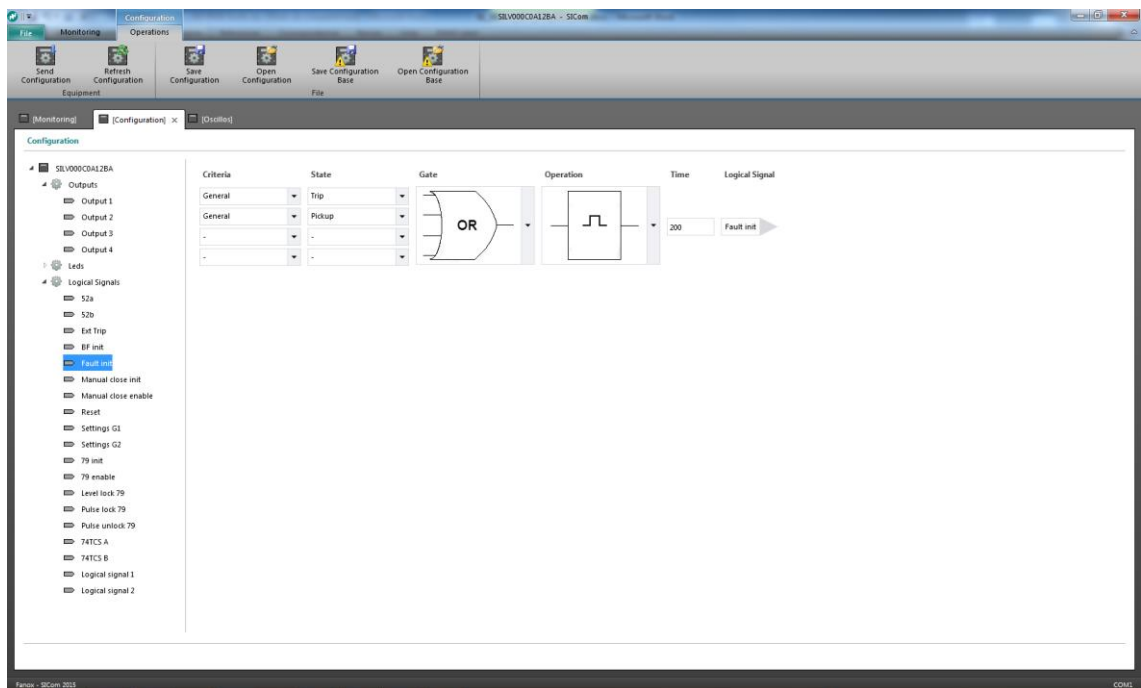 Configuration
SILV000C0A12BA - SICom
File Monitoring Operations
Send Configuration
Refresh Configuration
Save Configuration
Open Configuration
Save Configuration Base
Open Configuration Base
Equipment
File
[Monitoring] [Configuration] × [Oscillos]
Configuration
SILV000C0A12BA
Outputs
Output 1
Output 2
Output 3
Output 4
Leds
Logical Signals
52a
52b
Ext Trip
BF init
Fault init
Manual close init
Manual close enable
Reset
Settings G1
Settings G2
79 init
79 enable
Level lock 79
Pulse lock 79
Pulse unlock 79
74TCS A
74TCS B
Logical signal 1
Logical signal 2
Criteria State Gate Operation Time Logical Signal
General Trip
General Pickup
- -
- -
OR
200
Fault init
Fanox - SICom 2015
COM1